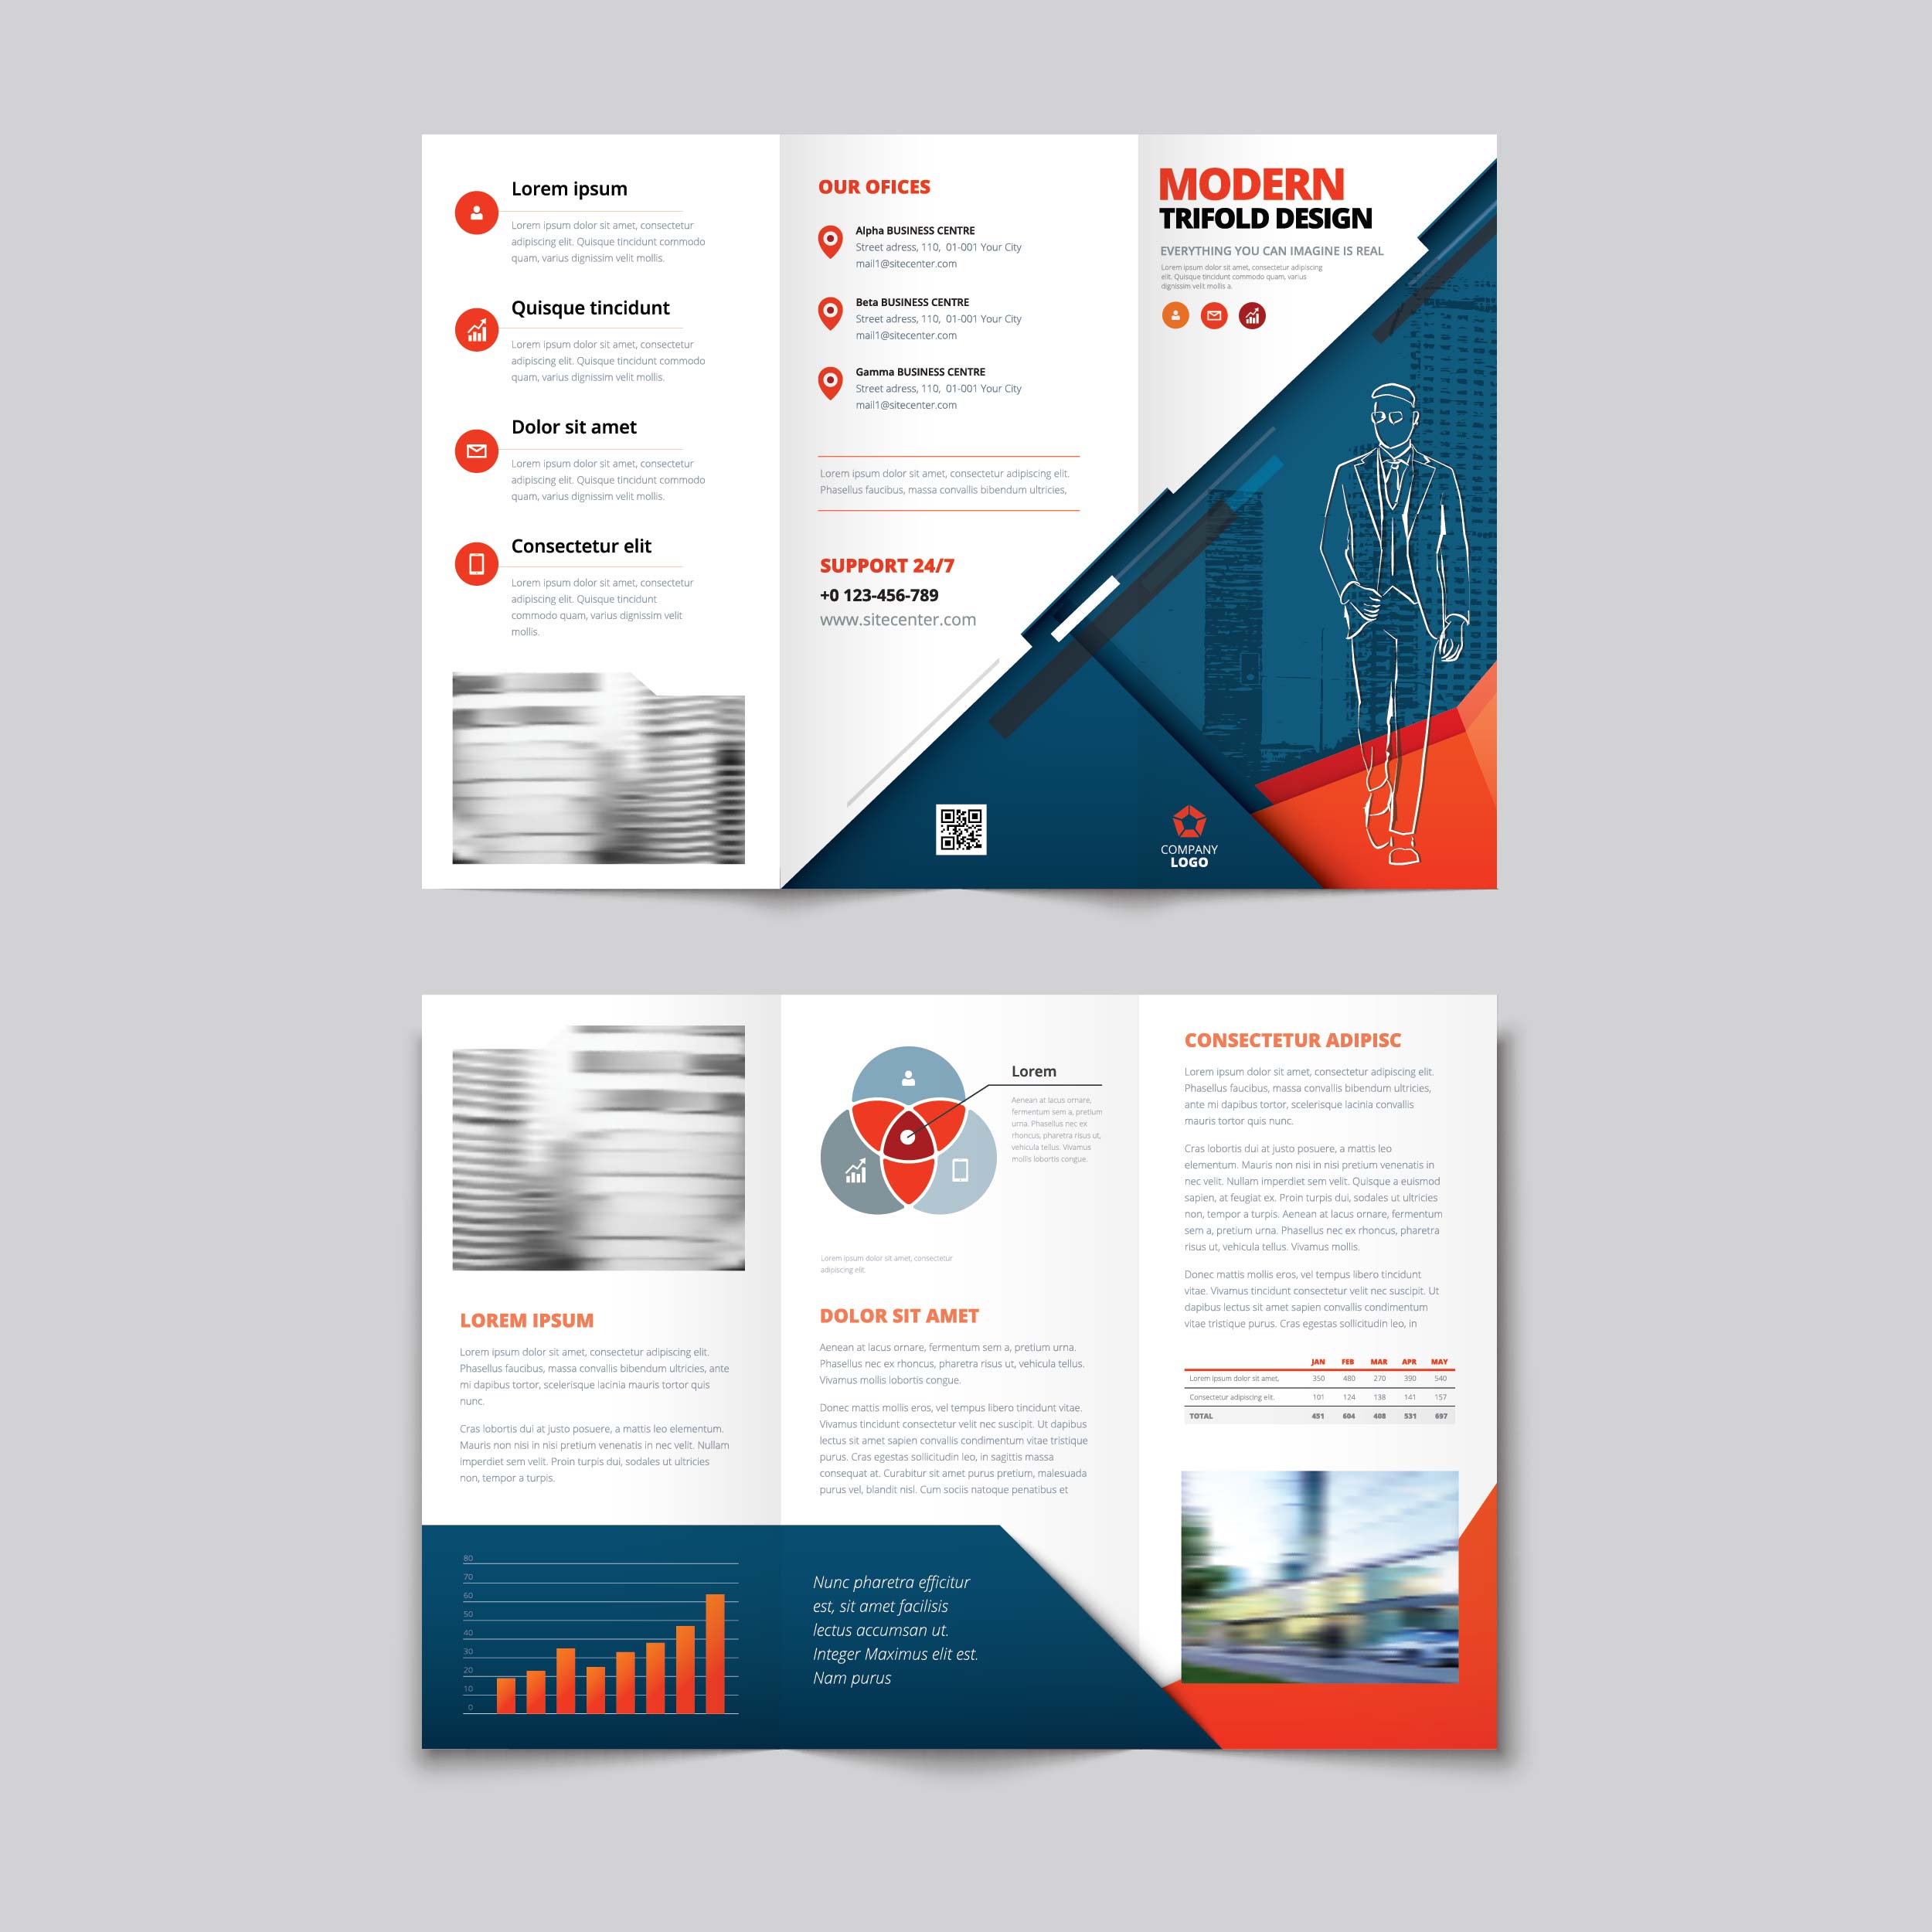 Lorem ipsum
Lorem ipsum dolor sit amet, consectetur
adipiscing elit. Quisque tincidunt commodo
quam, varius dignissim velit mollis.
Quisque tincidunt
Lorem ipsum dolor sit amet, consectetur
adipiscing elit. Quisque tincidunt commodo
quam, varius dignissim velit mollis.
Dolor sit amet
Lorem ipsum dolor sit amet, consectetur
adipiscing elit. Quisque tincidunt commodo
quam, varius dignissim velit mollis.
Consectetur elit
Lorem ipsum dolor sit amet, consectetur
adipiscing elit. Quisque tincidunt
commodo quam, varius dignissim velit
mollis.
OUR OFICES
Alpha BUSINESS CENTRE
Street adress, 110, 01-001 Your City
mail1@sitecenter.com
Beta BUSINESS CENTRE
Street adress, 110, 01-001 Your City
mail1@sitecenter.com
Gamma BUSINESS CENTRE
Street adress, 110, 01-001 Your City
mail1@sitecenter.com
Lorem ipsum dolor sit amet, consectetur adipiscing elit.
Phasellus faucibus, massa convallis bibendum ultricies,
SUPPORT 24/7
+0 123-456-789
www.sitecenter.com
MODERN
TRIFOLD DESIGN
EVERYTHING YOU CAN IMAGINE IS REAL
Lorem ipsum dolor sit amet, consectetur adipiscing
elit. Quisque tincidunt commodo quam, varius
dignissim velit mollis a.
COMPANY
LOGO
LOREM IPSUM
Lorem ipsum dolor sit amet, consectetur adipiscing elit.
Phasellus faucibus, massa convallis bibendum ultricies, ante
mi dapibus tortor, scelerisque lacinia mauris tortor quis
nunc.
Cras lobortis dui at justo posuere, a mattis leo elementum.
Mauris non nisi in nisi pretium venenatis in nec velit. Nullam
imperdiet sem velit. Proin turpis dui, sodales ut ultricies
non, tempor a turpis.
80
70
60
50
40
30
20
10
0
Lorem
Aenean at lacus ornare,
fermentum sem a, pretium
urna. Phasellus nec ex
rhoncus, pharetra risus ut,
vehicula tellus. Vivamus
mollis lobortis congue.
Lorem ipsum dolor sit amet, consectetur
adipiscing elit.
DOLOR SIT AMET
Aenean at lacus ornare, fermentum sem a, pretium urna.
Phasellus nec ex rhoncus, pharetra risus ut, vehicula tellus.
Vivamus mollis lobortis congue.
Donec mattis mollis eros, vel tempus libero tincidunt vitae.
Vivamus tincidunt consectetur velit nec suscipit. Ut dapibus
lectus sit amet sapien convallis condimentum vitae tristique
purus. Cras egestas sollicitudin leo, in sagittis massa
consequat at. Curabitur sit amet purus pretium, malesuada
purus vel, blandit nisl. Cum sociis natoque penatibus et
Nunc pharetra efficitur
est, sit amet facilisis
lectus accumsan ut.
Integer Maximus elit est.
Nam purus
CONSECTETUR ADIPISC
Lorem ipsum dolor sit amet, consectetur adipiscing elit.
Phasellus faucibus, massa convallis bibendum ultricies,
ante mi dapibus tortor, scelerisque lacinia convallis
mauris tortor quis nunc.
Cras lobortis dui at justo posuere, a mattis leo
elementum. Mauris non nisi in nisi pretium venenatis in
nec velit. Nullam imperdiet sem velit. Quisque a euismod
sapien, at feugiat ex. Proin turpis dui, sodales ut ultricies
non, tempor a turpis. Aenean at lacus ornare, fermentum
sem a, pretium urna. Phasellus nec ex rhoncus, pharetra
risus ut, vehicula tellus. Vivamus mollis.
Donec mattis mollis eros, vel tempus libero tincidunt
vitae. Vivamus tincidunt consectetur velit nec suscipit. Ut
dapibus lectus sit amet sapien convallis condimentum
vitae tristique purus. Cras egestas sollicitudin leo, in
JAN FEB MAR APR MAY
Lorem ipsum dolor sit amet, 350 480 270 390 540
Consectetur adipiscing elit. 101 124 138 141 157
TOTAL 451 604 408 531 697